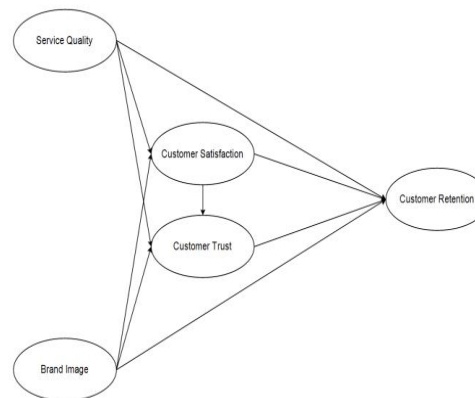 Service Quality
Customer Satisfaction
Customer Retention
Customer Trust
Brand Image